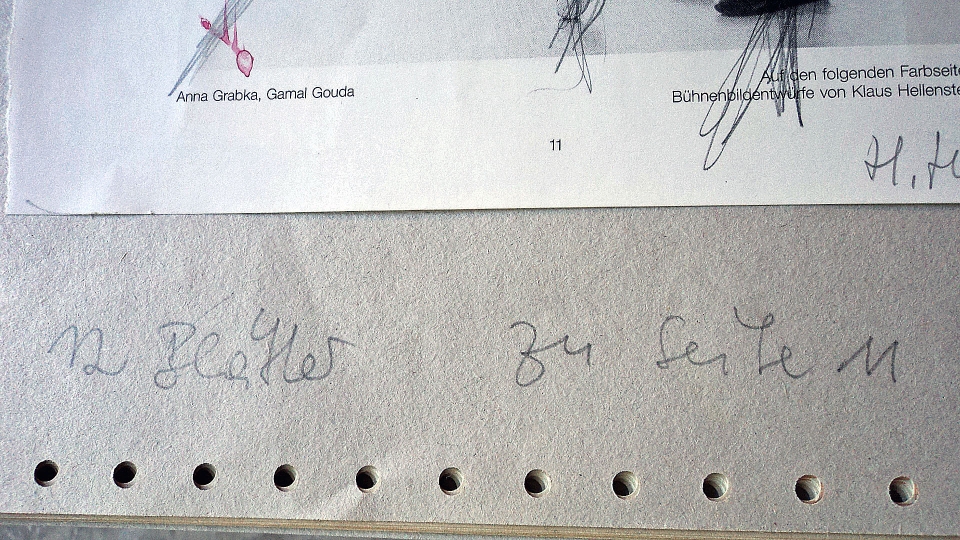 Anna Grabka, Gamal Gouda
Auf den folgenden Farbseite
Bühnenbildentwürfe von Klaus Hellenste
11
H. H
12 Blätter zu Seite 11